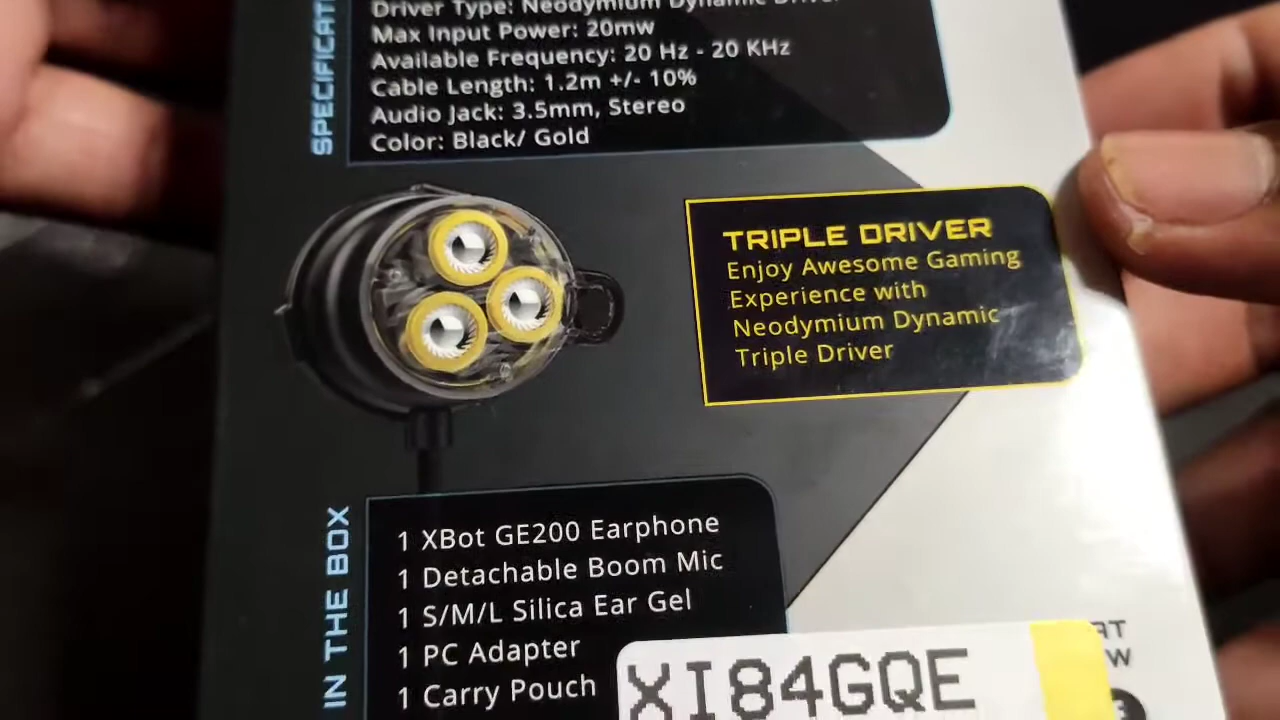 SPECIFICAT
Driver Type: Neodymium Dynamic Driver
Max Input Power: 20mw
Available Frequency: 20 Hz - 20 KHz
Cable Length: 1.2m +/- 10%
Audio Jack: 3.5mm, Stereo
Color: Black/ Gold
TRIPLE DRIVER
Enjoy Awesome Gaming
Experience with
Neodymium Dynamic
Triple Driver
IN THE BOX
1 XBot GE200 Earphone
1 Detachable Boom Mic
1 S/M/L Silica Ear Gel
1 PC Adapter
1 Carry Pouch
XI84GQE